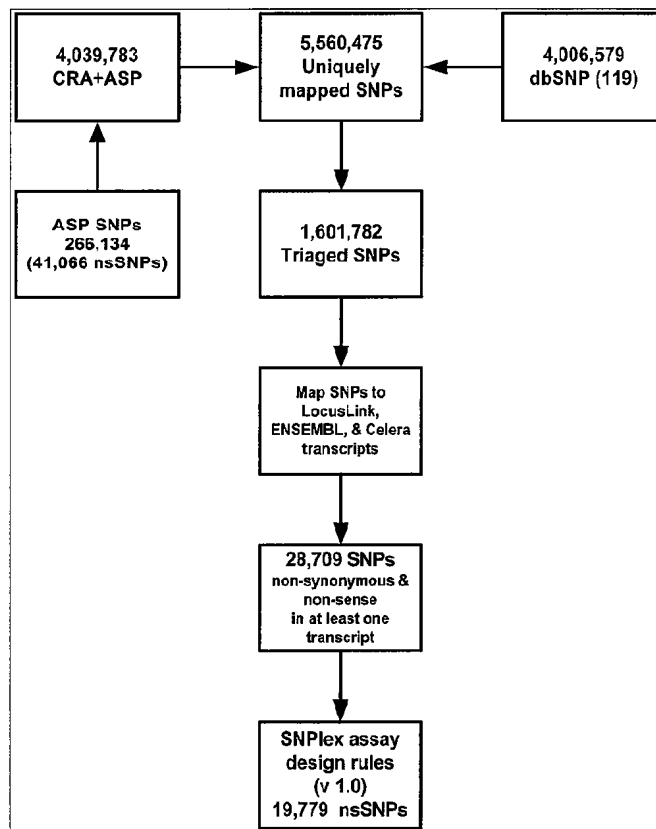 4,039,783
CRA+ASP
5,560,475
Uniquely
mapped SNPs
4,006,579
dbSNP (119)
ASP SNPs
266,134
(41,066 nsSNPs)
1,601,782
Triaged SNPs
Map SNPs to
LocusLink,
ENSEMBL, & Celera
transcripts
28,709 SNPs
non-synonymous &
non-sense
in at least one
transcript
SNPlex assay
design rules
(v 1.0)
19,779 nsSNPs